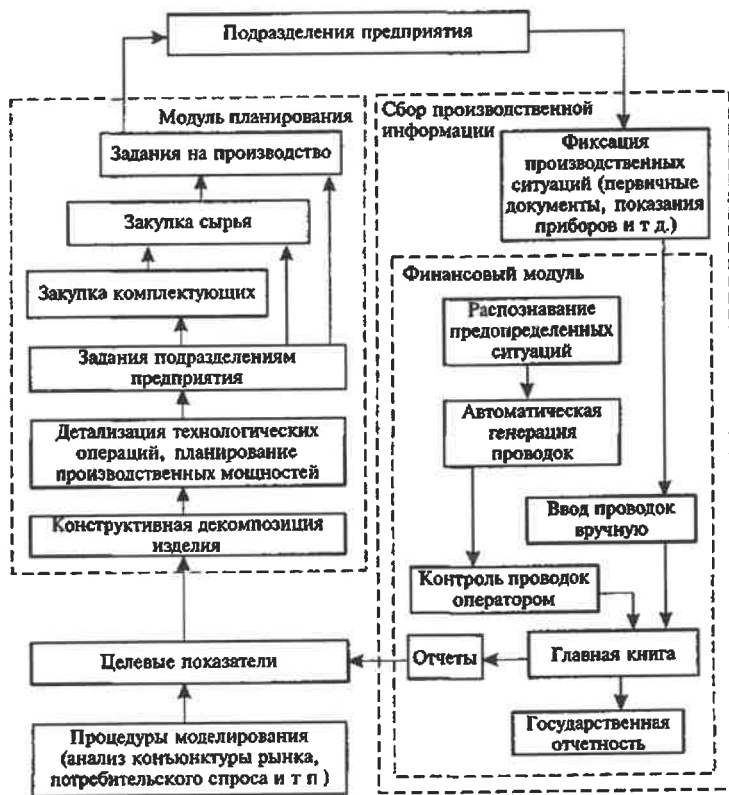 Подразделения предприятия
Модуль планирования
Задания на производство
Закупка сырья
Закупка комплектующих
Задания подразделениям
предприятия
Детализация технологических
операций, планирование
производственных мощностей
Конструктивная декомпозиция
изделия
Целевые показатели
Процедуры моделирования
(анализ конъюнктуры рынка,
потребительского спроса и т п )
Сбор производственной
информации
Фиксация
производственных
ситуаций (первичные
документы, показания
приборов и т д.)
Финансовый модуль
Распознавание
предопределенных
ситуаций
Автоматическая
генерация
проводок
Ввод проводок
вручную
Контроль проводок
оператором
Отчеты
Главная книга
Государственная
отчетность